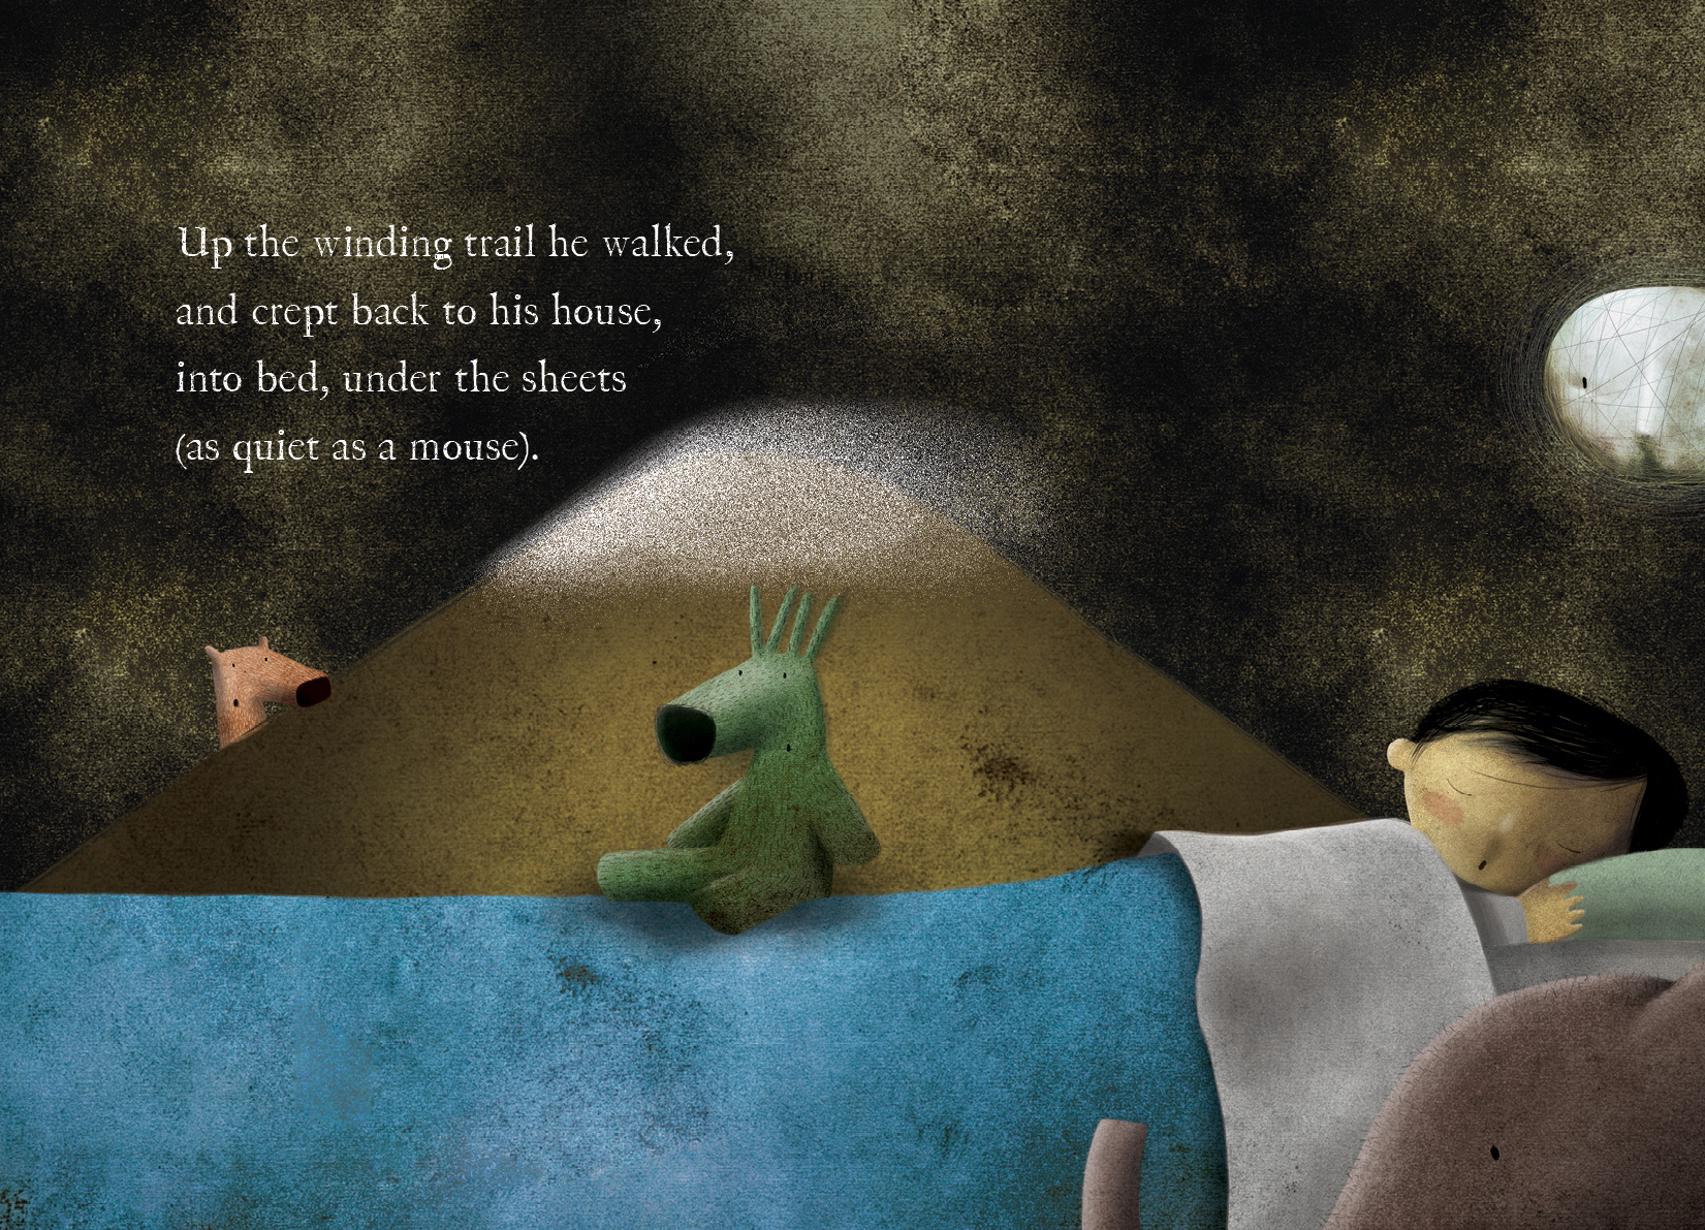 Up the winding trail he walked,
and crept back to his house,
into bed, under the sheets
(as quiet as a mouse).